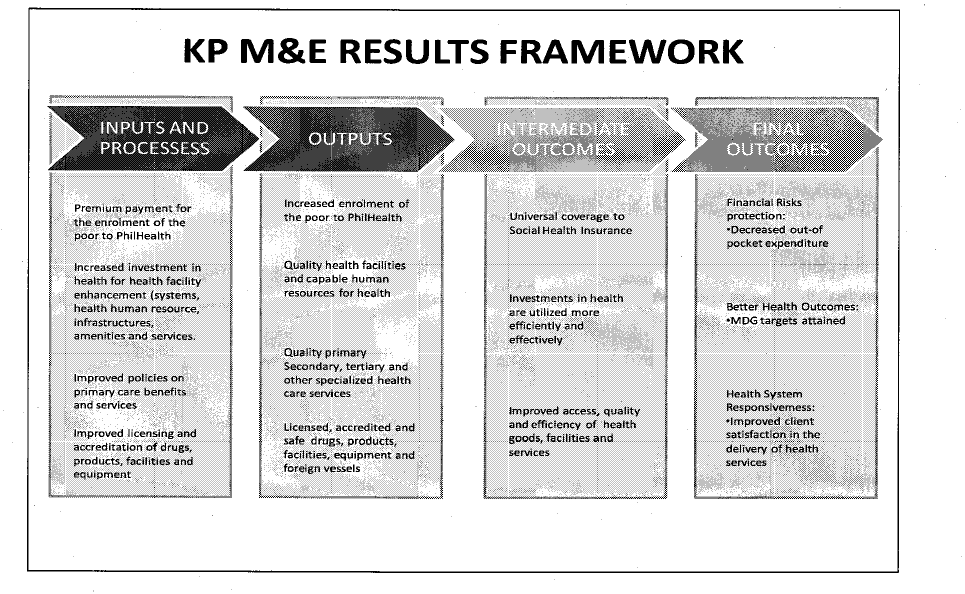 KP M&E RESULTS FRAMEWORK
INPUTS AND
PROCESSESS
Premium payment for
the enrolment of the
poor to PhilHealth
Increased investment in
health for health facility
enhancement (systems,
health human resource,
infrastructures,
amenities and services.
Improved policies on
primary care benefits
and services
Improved licensing and
accreditation of drugs,
products, facilities and
equipment
OUTPUTS
Increased enrolment of
the poor to PhilHealth
Quality health facilities
and capable human
resources for health
Quality primary
Secondary, tertiary and
other specialized health
care services
Licensed, accredited and
safe drugs, products,
facilities, equipment and
foreign vessels
INTERMEDIATE
OUTCOMES
Universal coverage to
Social Health Insurance
Investments in health
are utilized more
efficiently and
effectively
Improved access, quality
and efficiency of health
goods, facilities and
services
FINAL
OUTCOMES
Financial Risks
protection:
•Decreased out-of
pocket expenditure
Better Health Outcomes:
•MDG targets attained
Health System
Responsivemess:
•Improved client
satisfaction in the
delivery of health
services